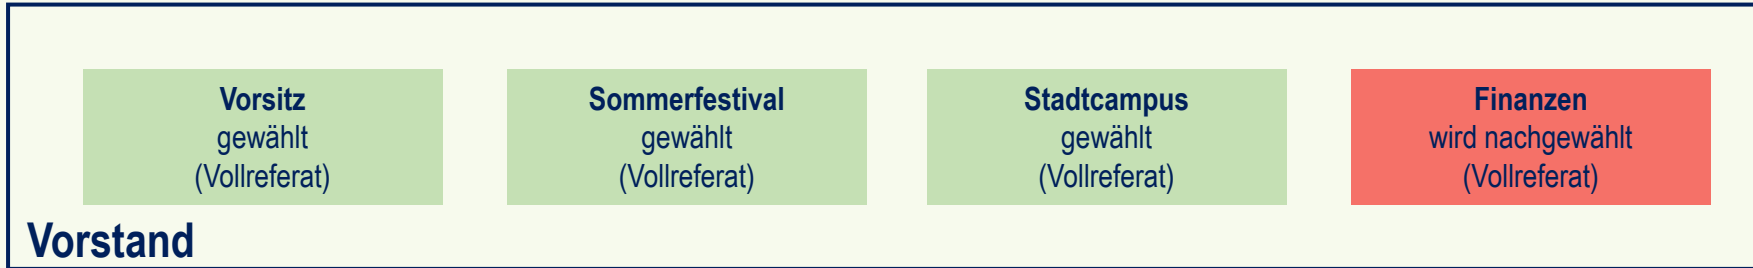 Vorsitz
gewählt
(Vollreferat)
Sommerfestival
gewählt
(Vollreferat)
Stadtcampus
gewählt
(Vollreferat)
Finanzen
wird nachgewählt
(Vollreferat)
Vorstand